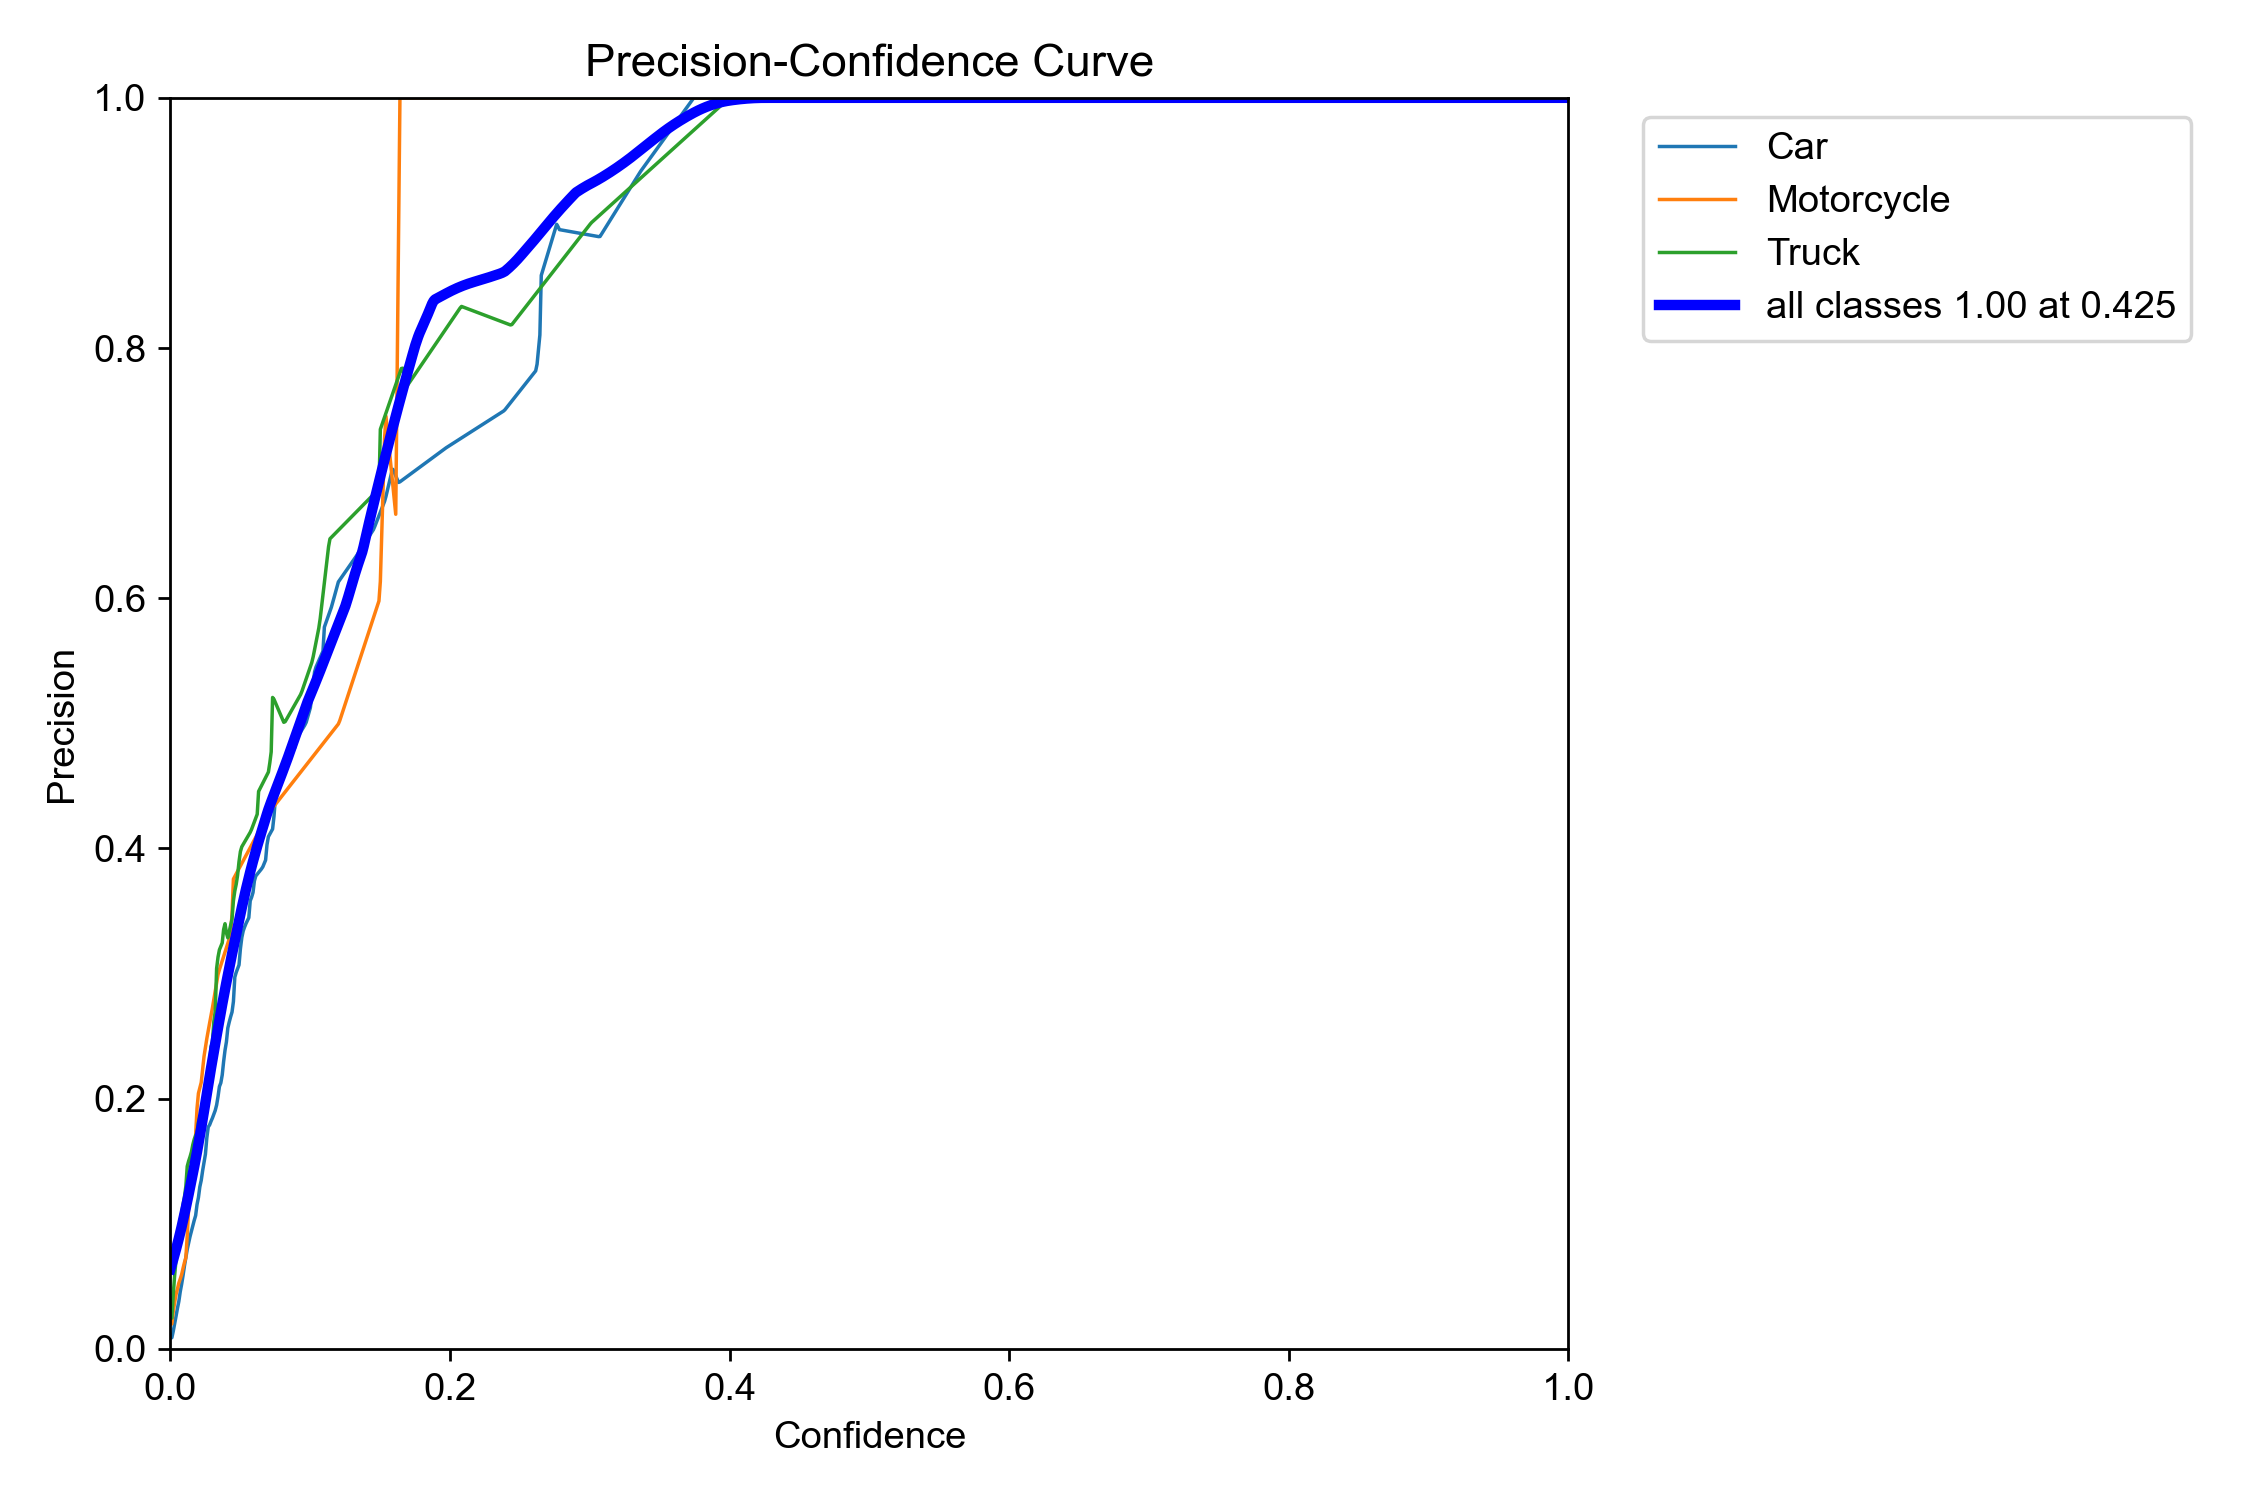 Precision-Confidence Curve
1.0
0.8
0.6
0.4
0.2
0.0
Precision
0.0 0.2 0.4 0.6 0.8 1.0
Confidence
Car
Motorcycle
Truck
all classes 1.00 at 0.425